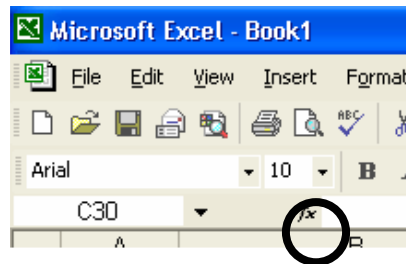 Microsoft Excel - Book1
File Edit View Insert Format
ABC
Arial 10 B
C30 fx
A B